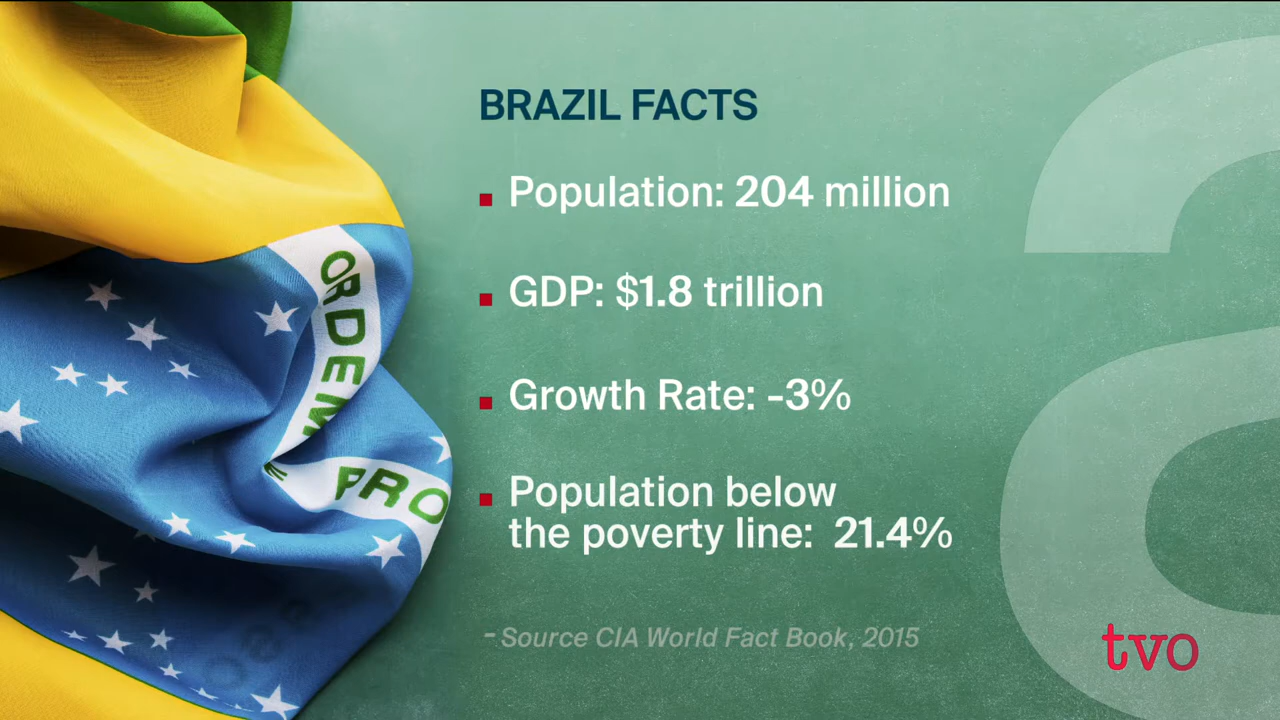 BRAZIL FACTS
Population: 204 million
GDP: $1.8 trillion
Growth Rate: -3%
Population below
the poverty line: 21.4%
- Source CIA World Fact Book, 2015
ORDEM
PRO
tvo
a